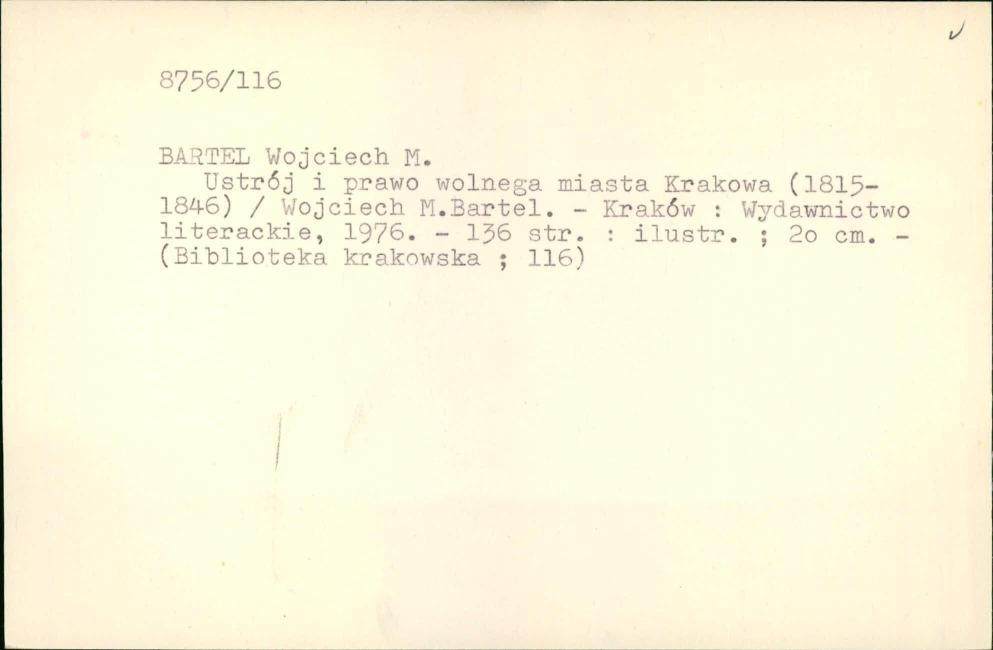 8756/116
BARTEL Wojciech M.
Ustrój i prawo wolnega miasta Krakowa (1815-
1846) / Wojciech M.Bartel. - Kraków : Wydawnictwo
literackie, 1976. - 136 str. : ilustr. ; 2o cm. -
(Biblioteka krakowska ; 116)